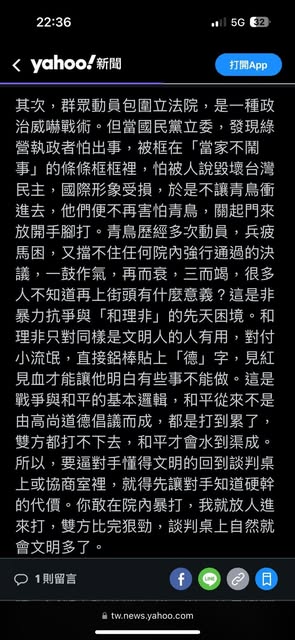 22:36
5G 32
yahoo!新聞
打開App
其次，群眾動員包圍立法院，是一種政
治威嚇戰術。但當國民黨立委，發現綠
營執政者怕出事，被框在「當家不鬧
事」的條條框框裡，怕被人說毀壞台灣
民主，國際形象受損，於是不讓青鳥衝
進去，他們便不再害怕青鳥，關起門來
放開手腳打。青鳥歷經多次動員，兵疲
馬困，又擋不住任何院內強行通過的決
議，一鼓作氣，再而衰，三而竭，很多
人不知道再上街頭有什麼意義？這是非
暴力抗爭與「和理非」的先天困境。和
理非只對同樣是文明人的人有用，對付
小流氓，直接鋁棒貼上「德」字，見紅
見血才能讓他明白有些事不能做。這是
戰爭與和平的基本邏輯，和平從來不是
由高尚道德倡議而成，都是打到累了，
雙方都打不下去，和平才會水到渠成。
所以，要逼對手懂得文明的回到談判桌
上或協商室裡，就得先讓對手知道硬幹
的代價。你敢在院內暴打，我就放人進
來打，雙方比完狠勁，談判桌上自然就
會文明多了。
1則留言
tw.news.yahoo.com